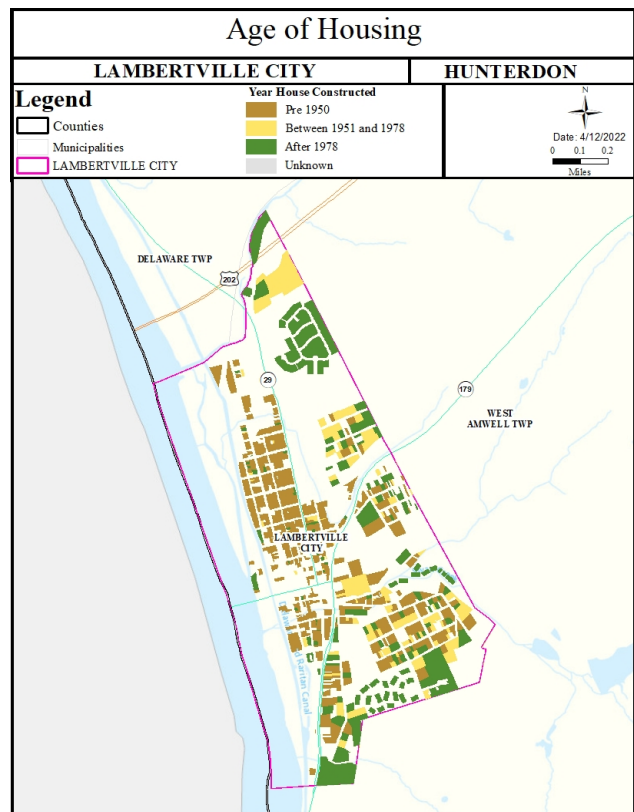 Age of Housing
LAMBERTVILLE CITY
HUNTERDON
Legend
Counties
Municipalities
LAMBERTVILLE CITY
Year House Constructed
Pre 1950
Between 1951 and 1978
After 1978
Unknown
N
Date: 4/12/2022
0 0.1 0.2
Miles
DELAWARE TWP
202
29
179
WEST
AMWELL TWP
LAMBERTVILLE
CITY
Raritan Canal